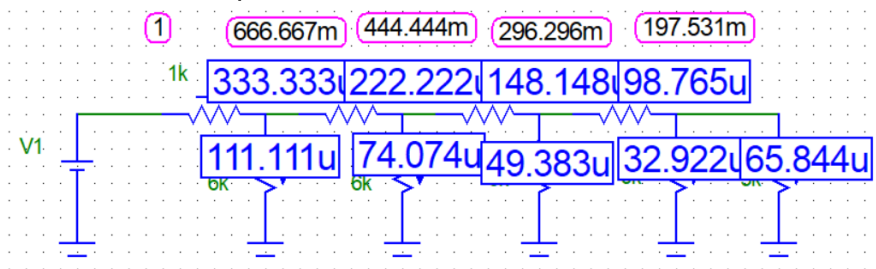 1 666.667m 444.444m 296.296m 197.531m
1k 333.333u 222.222u 148.148u 98.765u
V1 111.111u 74.074u 49.383u 32.922u 65.844u
6k 6k